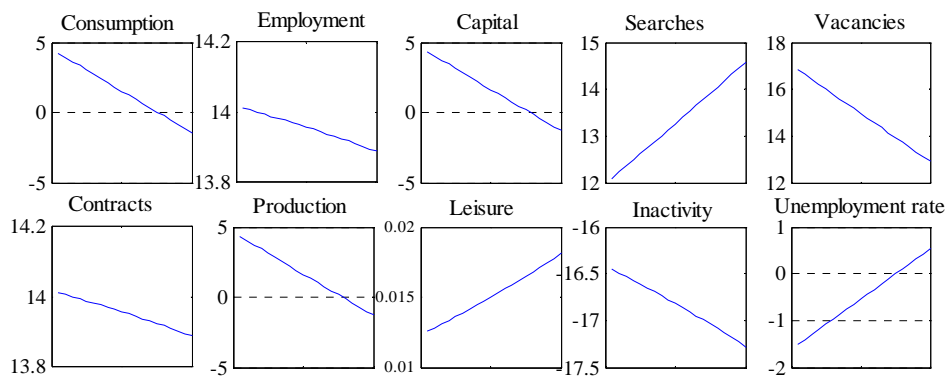 Consumption Employment Capital Searches Vacancies
5 14.2 5 15 18
14 14 16
0 14 0
13 14
-5 13.8 -5 12 12
Contracts Production Leisure Inactivity Unemployment rate
14.2 5 0.02 -16 1
-16.5 0
14 0 0.015
-17 -1
13.8 -5 0.01 -17.5 -2